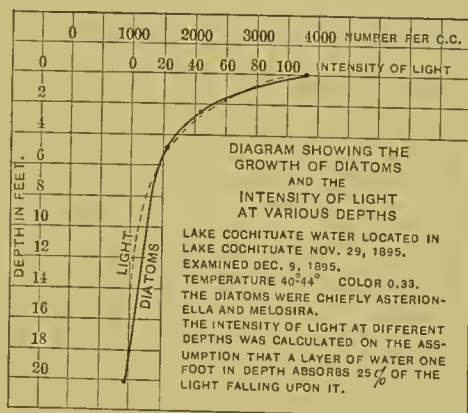 0 1000 2000 3000 4000 NUMBER PER C.C.
0 20 40 60 80 100 INTENSITY OF LIGHT
2
4
6
8
10
12
14
16
18
20
DEPTH IN FEET.
LIGHT
DIATOMS
DIAGRAM SHOWING THE
GROWTH OF DIATOMS
AND THE
INTENSITY OF LIGHT
AT VARIOUS DEPTHS
LAKE COCHITUATE WATER LOCATED IN
LAKE COCHITUATE NOV. 29, 1895.
EXAMINED DEC. 9, 1895.
TEMPERATURE 40°44° COLOR 0.33.
THE DIATOMS WERE CHIEFLY ASTERION-
ELLA AND MELOSIRA.
THE INTENSITY OF LIGHT AT DIFFERENT
DEPTHS WAS CALCULATED ON THE ASS-
UMPTION THAT A LAYER OF WATER ONE
FOOT IN DEPTH ABSORBS 25% OF THE
LIGHT FALLING UPON IT.